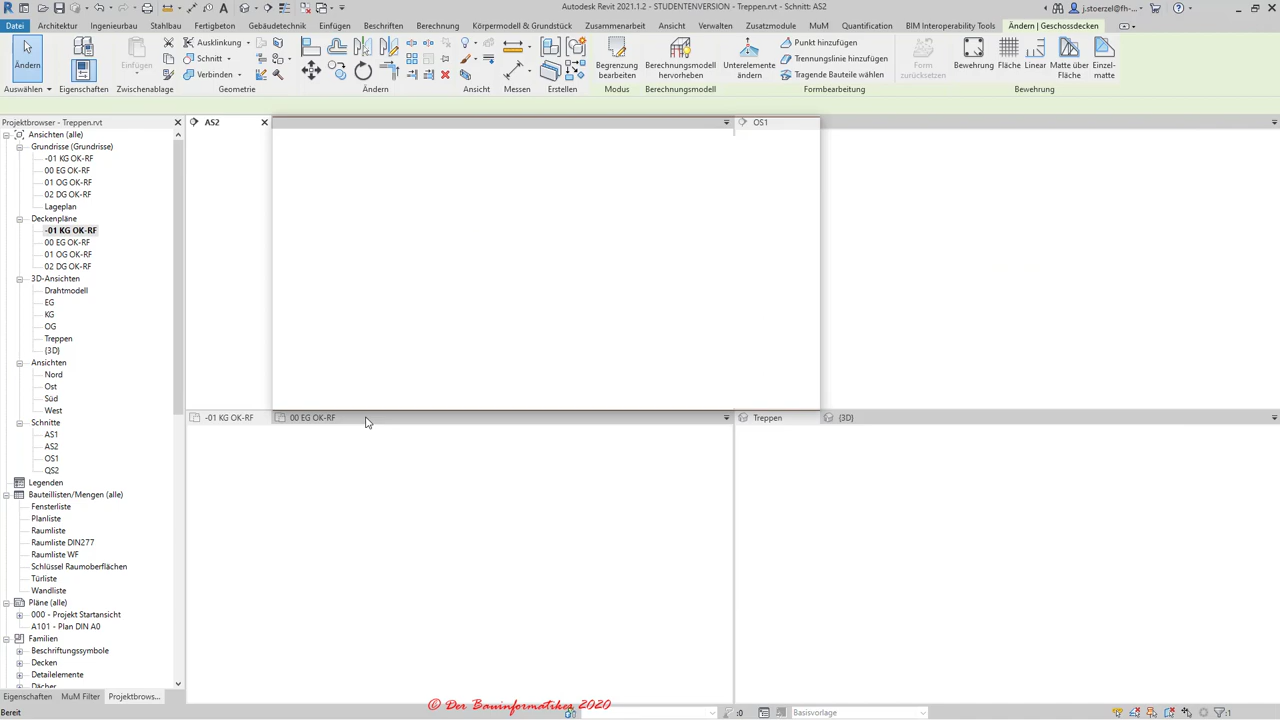 Autodesk Revit 2021.1.2 - STUDENTENVERSION - Treppen.rvt - Schnitt: AS2
j.stoerzel@fh-...
Datei Architektur Ingenieurbau Stahlbau Fertigbeton Gebäudetechnik Einfügen Beschriften Berechnung Körpermodell & Grundstück Zusammenarbeit Ansicht Verwalten Zusatzmodule MuM Quantification BIM Interoperability Tools Ändern | Geschossdecken
Ändern
Einfügen
Ausklinkung
Schnitt
Verbinden
Begrenzung bearbeiten
Berechnungsmodell hervorheben
Unterelemente ändern
Punkt hinzufügen
Trennungslinie hinzufügen
Tragende Bauteile wählen
Form zurücksetzen
Bewehrung
Fläche
Linear
Matte über Fläche
Einzel-matte
Auswählen Eigenschaften Zwischenablage Geometrie Ändern Ansicht Messen Erstellen Modus Berechnungsmodell Formbearbeitung Bewehrung
Projektbrowser - Treppen.rvt
Ansichten (alle)
Grundrisse (Grundrisse)
-01 KG OK-RF
00 EG OK-RF
01 OG OK-RF
02 DG OK-RF
Lageplan
Deckenpläne
-01 KG OK-RF
00 EG OK-RF
01 OG OK-RF
02 DG OK-RF
3D-Ansichten
Drahtmodell
EG
KG
OG
Treppen
{3D}
Ansichten
Nord
Ost
Süd
West
Schnitte
AS1
AS2
OS1
QS2
Legenden
Bauteillisten/Mengen (alle)
Fensterliste
Planliste
Raumliste
Raumliste DIN277
Raumliste WF
Schlüssel Raumoberflächen
Türliste
Wandliste
Pläne (alle)
000 - Projekt Startansicht
A101 - Plan DIN A0
Familien
Beschriftungssymbole
Decken
Detailelemente
Dächer
Eigenschaften MuM Filter Projektbrows...
AS2
OS1
-01 KG OK-RF
00 EG OK-RF
Treppen
{3D}
© Der Bauinformatiker 2020
Bereit
:0
Basisvorlage
:1